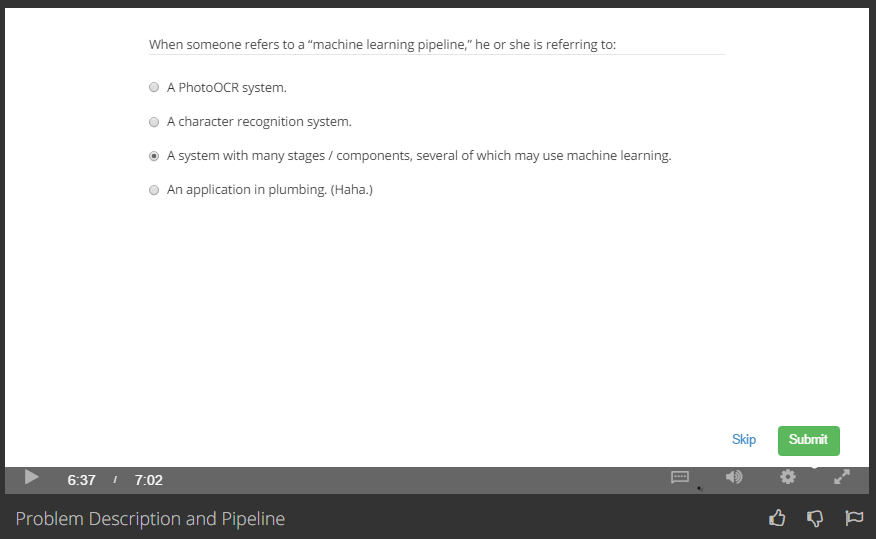 When someone refers to a “machine learning pipeline,” he or she is referring to:
A PhotoOCR system.
A character recognition system.
A system with many stages / components, several of which may use machine learning.
An application in plumbing. (Haha.)
Skip
Submit
6:37 / 7:02
Problem Description and Pipeline